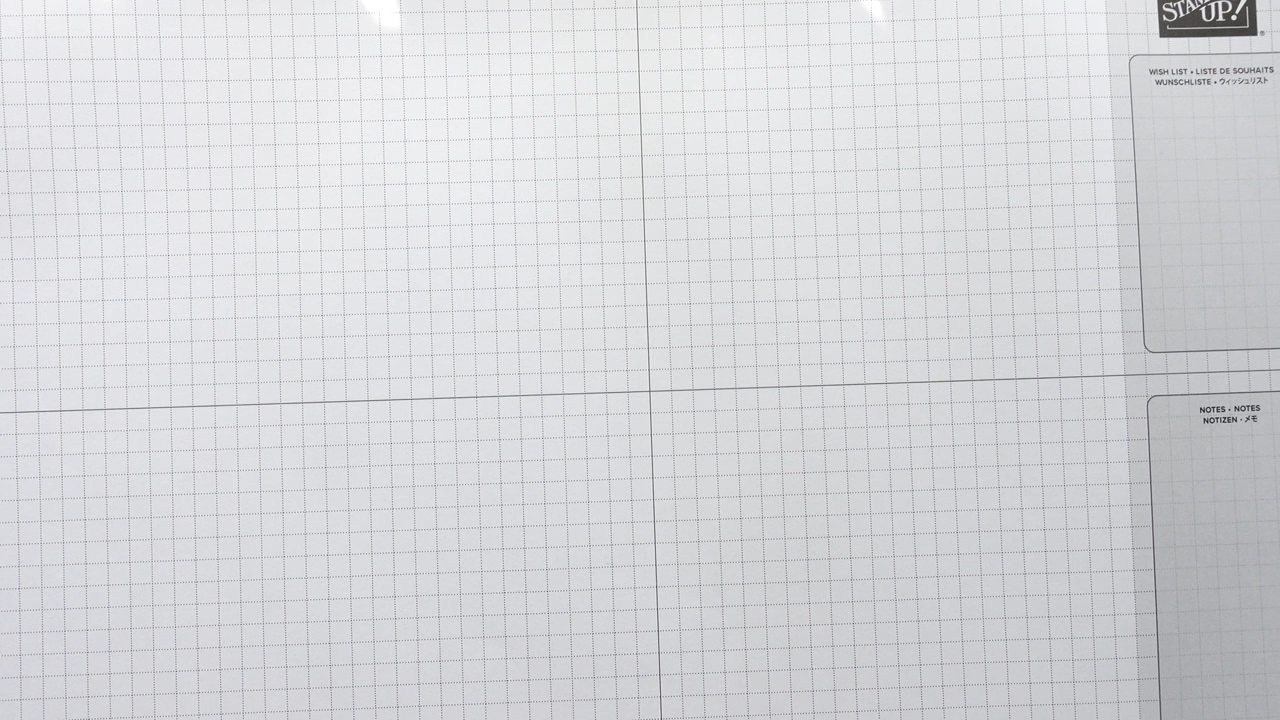 STAMPIN' UP!®
WISH LIST • LISTE DE SOUHAITS
WUNSCHLISTE • ウィッシュリスト
NOTES • NOTES
NOTIZEN • メモ